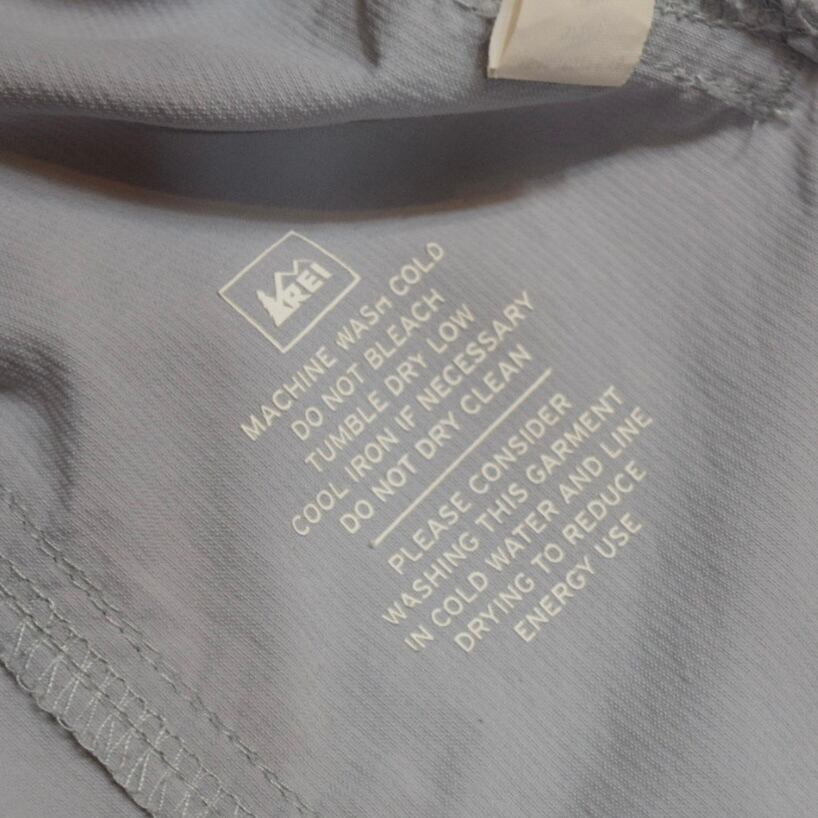 REI
MACHINE WASH COLD
DO NOT BLEACH
TUMBLE DRY LOW
COOL IRON IF NECESSARY
DO NOT DRY CLEAN
PLEASE CONSIDER
WASHING THIS GARMENT
IN COLD WATER AND LINE
DRYING TO REDUCE
ENERGY USE